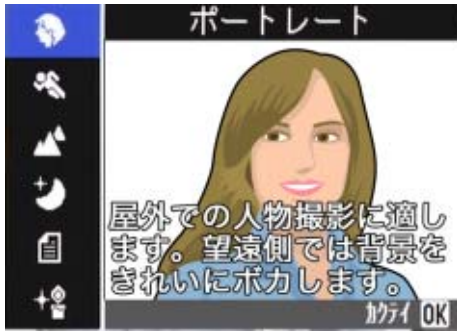 ポートレート
屋外での人物撮影に適し
ます。望遠側では背景を
きれいにボカします。
カクテイ OK